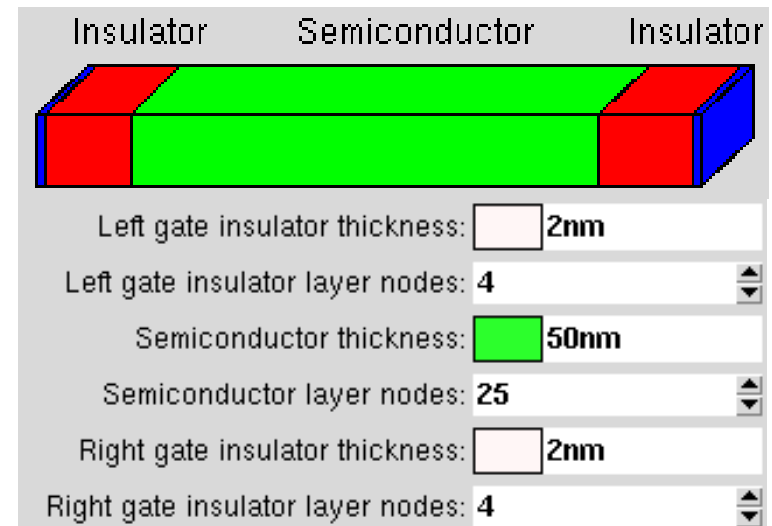 Insulator Semiconductor Insulator
Left gate insulator thickness: 2nm
Left gate insulator layer nodes: 4
Semiconductor thickness: 50nm
Semiconductor layer nodes: 25
Right gate insulator thickness: 2nm
Right gate insulator layer nodes: 4